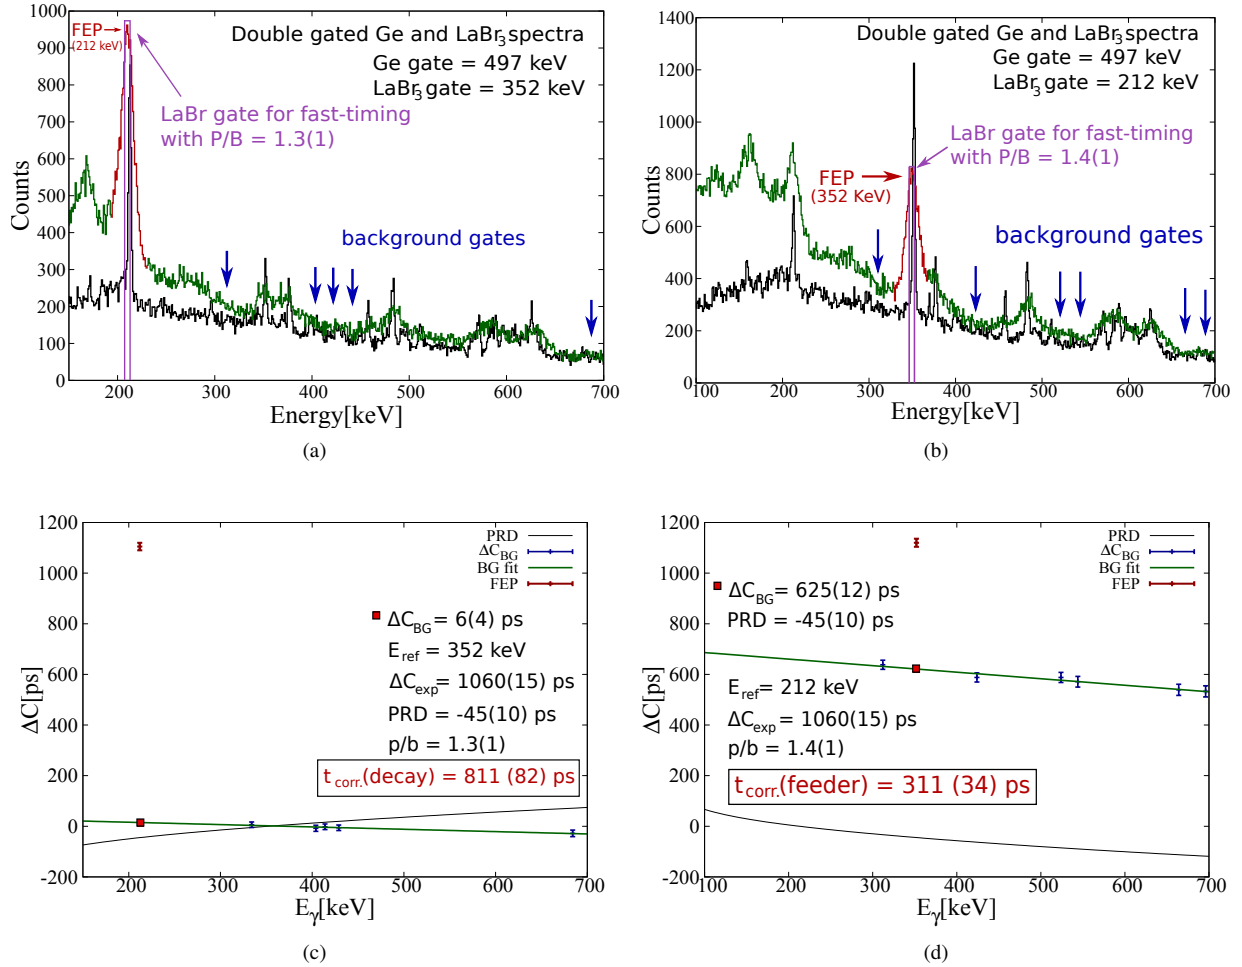 1000
900
800
700
600
500
400
300
200
100
0
Counts
FEP
(212 keV)
Double gated Ge and LaBr3 spectra
Ge gate = 497 keV
LaBr3 gate = 352 keV
LaBr gate for fast-timing
with P/B = 1.3(1)
background gates
200 300 400 500 600 700
Energy[keV]
(a)
1400
1200
1000
800
600
400
200
0
Counts
Double gated Ge and LaBr3 spectra
Ge gate = 497 keV
LaBr3 gate = 212 keV
LaBr gate for fast-timing
with P/B = 1.4(1)
FEP
(352 KeV)
background gates
100 200 300 400 500 600 700
Energy[keV]
(b)
1200
1000
800
600
400
200
0
-200
ΔC[ps]
PRD
ΔCBG
BG fit
FEP
ΔCBG= 6(4) ps
Eref = 352 keV
ΔCexp = 1060(15) ps
PRD = -45(10) ps
p/b = 1.3(1)
tcorr.(decay) = 811 (82) ps
200 300 400 500 600 700
Eγ[keV]
(c)
1200
1000
800
600
400
200
0
-200
ΔC[ps]
PRD
ΔCBG
BG fit
FEP
ΔCBG= 625(12) ps
PRD = -45(10) ps
Eref= 212 keV
ΔCexp = 1060(15) ps
p/b = 1.4(1)
tcorr.(feeder) = 311 (34) ps
100 200 300 400 500 600 700
Eγ[keV]
(d)